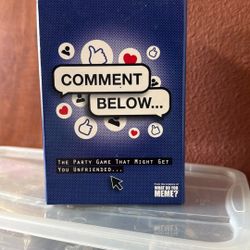 COMMENT
BELOW...
THE PARTY GAME THAT MIGHT GET
YOU UNFRIENDED...
WHAT DO YOU
MEME?